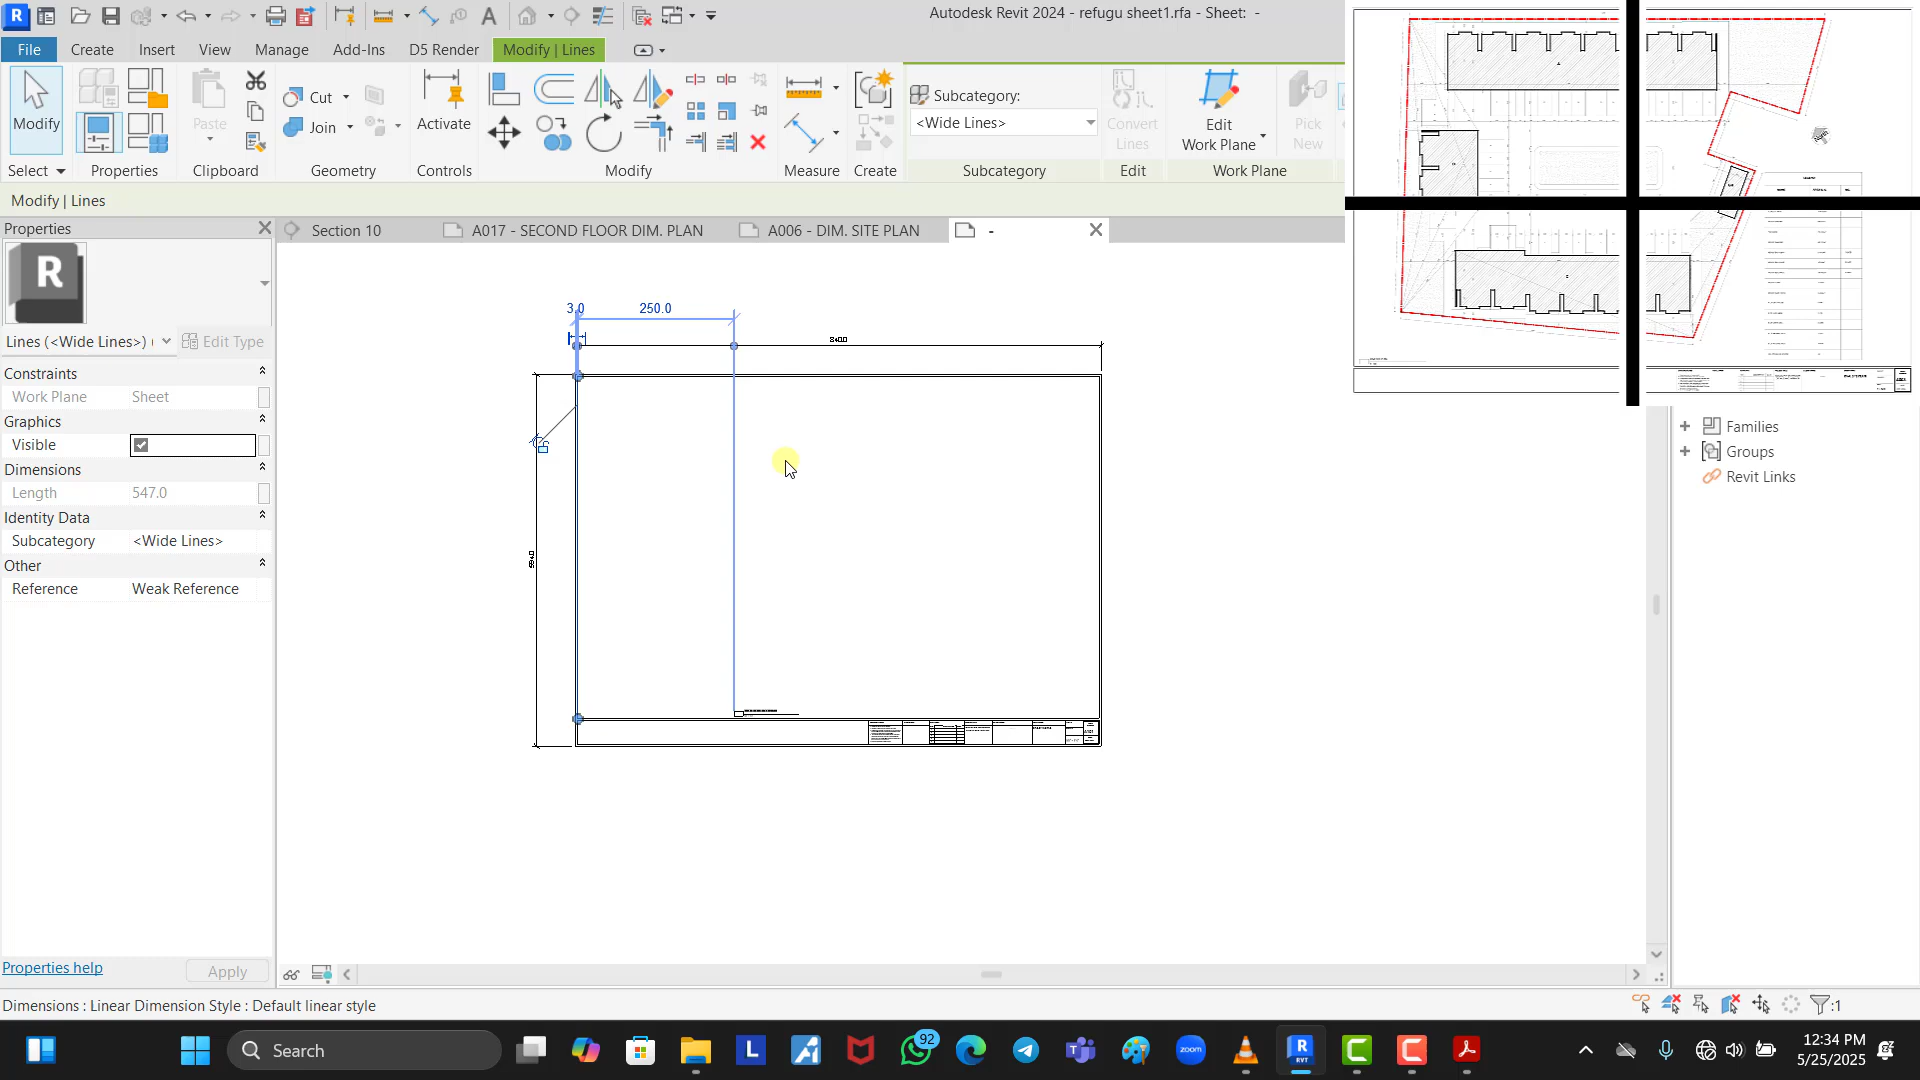 Autodesk Revit 2024 - refugu sheet1.rfa - Sheet: -
File
Create
Insert
View
Manage
Add-Ins
D5 Render
Modify | Lines
Modify
Select
Properties
Paste
Clipboard
Cut
Join
Geometry
Activate
Controls
Modify
Measure
Create
Subcategory:
<Wide Lines>
Subcategory
Convert
Lines
Edit
Edit
Work Plane
Work Plane
Pick
New
Modify | Lines
Properties
Section 10
A017 - SECOND FLOOR DIM. PLAN
A006 - DIM. SITE PLAN
-
R
Lines (<Wide Lines>) (
Edit Type
Constraints
Work Plane
Sheet
Graphics
Visible
Dimensions
Length
547.0
Identity Data
Subcategory
<Wide Lines>
Other
Reference
Weak Reference
3.0
250.0
Families
Groups
Revit Links
Properties help
Apply
Dimensions : Linear Dimension Style : Default linear style
:1
Search
92
zoom
R
RVT
12:34 PM
5/25/2025